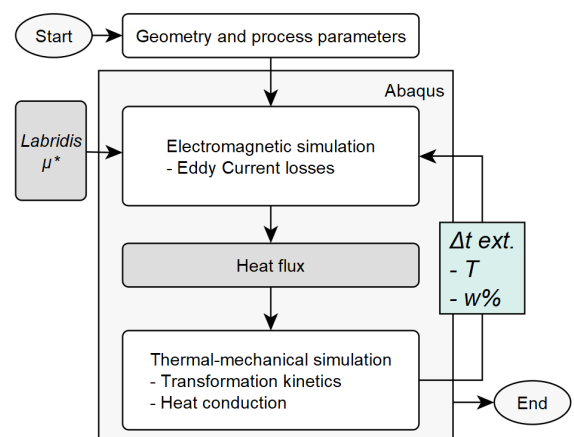 Start
Geometry and process parameters
Abaqus
Labridis
μ*
Electromagnetic simulation
- Eddy Current losses
Δt ext.
- T
- w%
Heat flux
Thermal-mechanical simulation
- Transformation kinetics
- Heat conduction
End